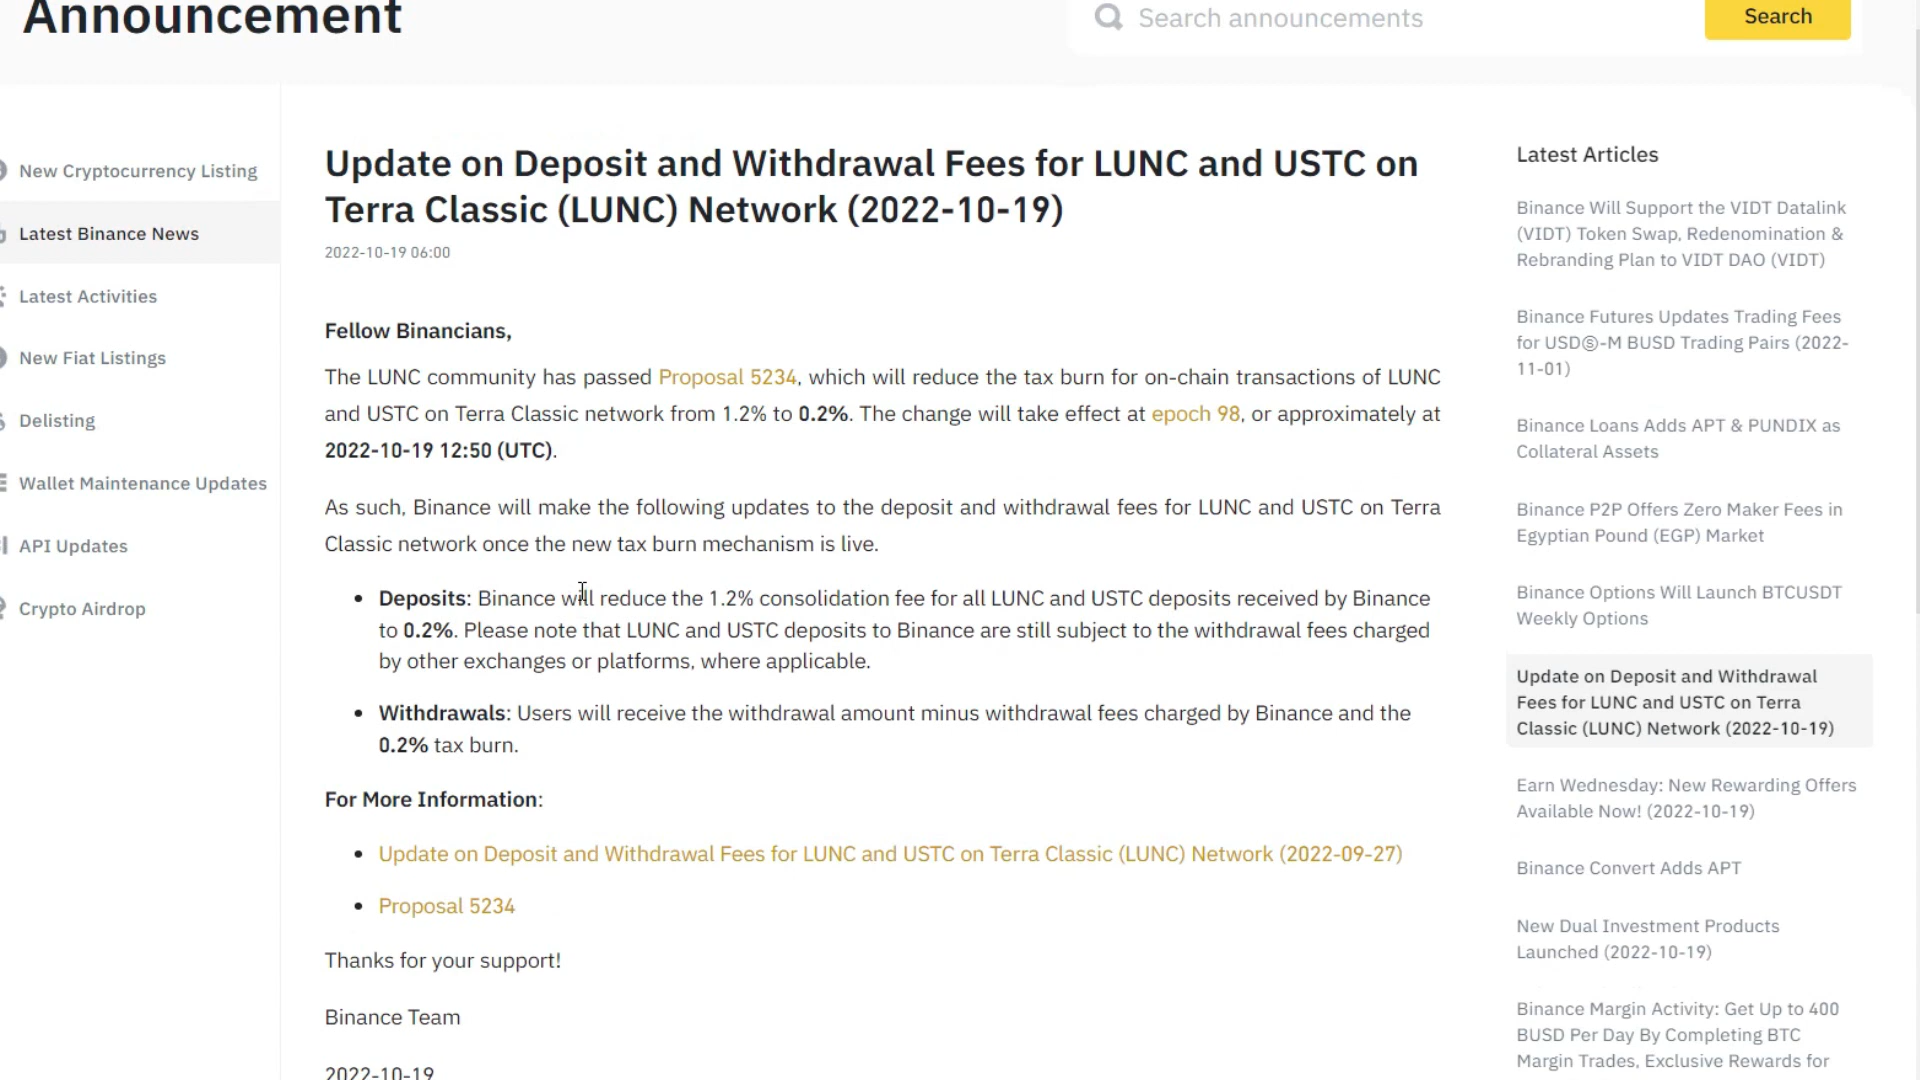 Announcement
Search announcements
Search
New Cryptocurrency Listing
Latest Binance News
Latest Activities
New Fiat Listings
Delisting
Wallet Maintenance Updates
API Updates
Crypto Airdrop
Update on Deposit and Withdrawal Fees for LUNC and USTC on
Terra Classic (LUNC) Network (2022-10-19)
2022-10-19 06:00
Fellow Binancians,
The LUNC community has passed Proposal 5234, which will reduce the tax burn for on-chain transactions of LUNC
and USTC on Terra Classic network from 1.2% to 0.2%. The change will take effect at epoch 98, or approximately at
2022-10-19 12:50 (UTC).
As such, Binance will make the following updates to the deposit and withdrawal fees for LUNC and USTC on Terra
Classic network once the new tax burn mechanism is live.
• Deposits: Binance will reduce the 1.2% consolidation fee for all LUNC and USTC deposits received by Binance
to 0.2%. Please note that LUNC and USTC deposits to Binance are still subject to the withdrawal fees charged
by other exchanges or platforms, where applicable.
• Withdrawals: Users will receive the withdrawal amount minus withdrawal fees charged by Binance and the
0.2% tax burn.
For More Information:
• Update on Deposit and Withdrawal Fees for LUNC and USTC on Terra Classic (LUNC) Network (2022-09-27)
• Proposal 5234
Thanks for your support!
Binance Team
2022-10-19
Latest Articles
Binance Will Support the VIDT Datalink
(VIDT) Token Swap, Redenomination &
Rebranding Plan to VIDT DAO (VIDT)
Binance Futures Updates Trading Fees
for USDⓈ-M BUSD Trading Pairs (2022-
11-01)
Binance Loans Adds APT & PUNDIX as
Collateral Assets
Binance P2P Offers Zero Maker Fees in
Egyptian Pound (EGP) Market
Binance Options Will Launch BTCUSDT
Weekly Options
Update on Deposit and Withdrawal
Fees for LUNC and USTC on Terra
Classic (LUNC) Network (2022-10-19)
Earn Wednesday: New Rewarding Offers
Available Now! (2022-10-19)
Binance Convert Adds APT
New Dual Investment Products
Launched (2022-10-19)
Binance Margin Activity: Get Up to 400
BUSD Per Day By Completing BTC
Margin Trades, Exclusive Rewards for